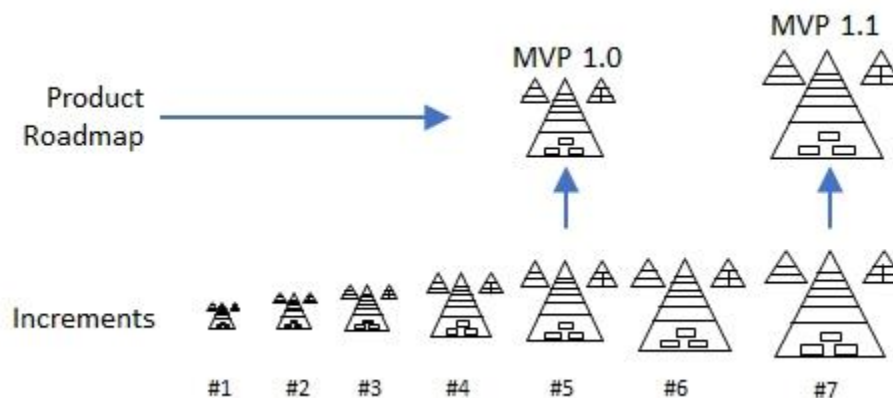 MVP 1.1
MVP 1.0
Product
Roadmap
Increments
#1 #2 #3 #4 #5 #6 #7